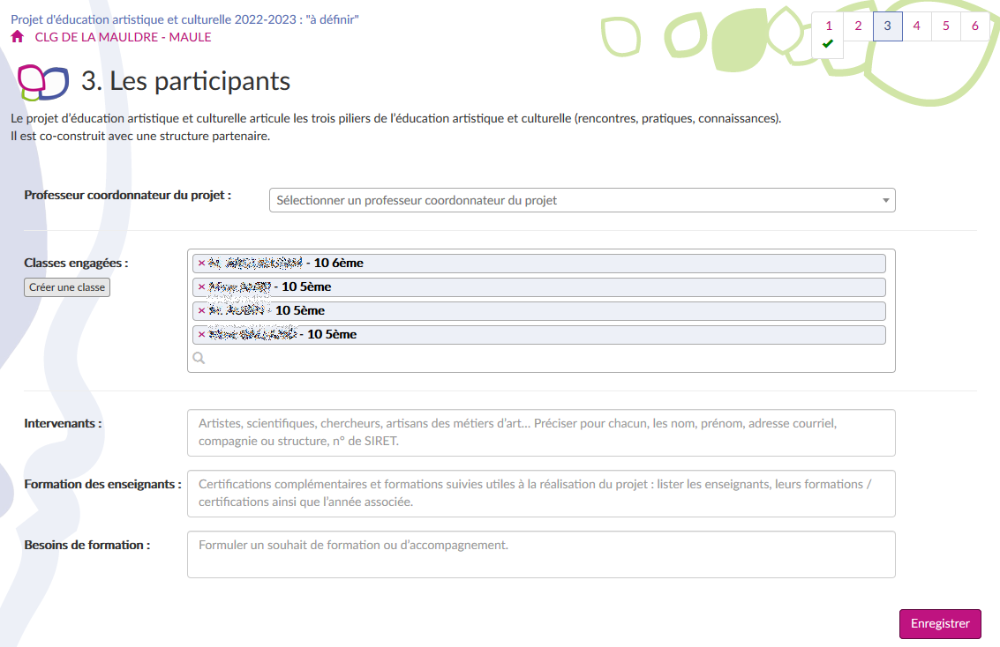 Projet d'éducation artistique et culturelle 2022-2023 : "à définir"
CLG DE LA MAULDRE - MAULE
1 2 3 4 5 6
3. Les participants
Le projet d'éducation artistique et culturelle articule les trois piliers de l'éducation artistique et culturelle (rencontres, pratiques, connaissances).
Il est co-construit avec une structure partenaire.
Professeur coordonnateur du projet :
Sélectionner un professeur coordonnateur du projet
Classes engagées :
Créer une classe
× - 10 6ème
× - 10 5ème
× - 10 5ème
× - 10 5ème
Intervenants :
Artistes, scientifiques, chercheurs, artisans des métiers d'art... Préciser pour chacun, les nom, prénom, adresse courriel,
compagnie ou structure, n° de SIRET.
Formation des enseignants :
Certifications complémentaires et formations suivies utiles à la réalisation du projet : lister les enseignants, leurs formations /
certifications ainsi que l'année associée.
Besoins de formation :
Formuler un souhait de formation ou d'accompagnement.
Enregistrer